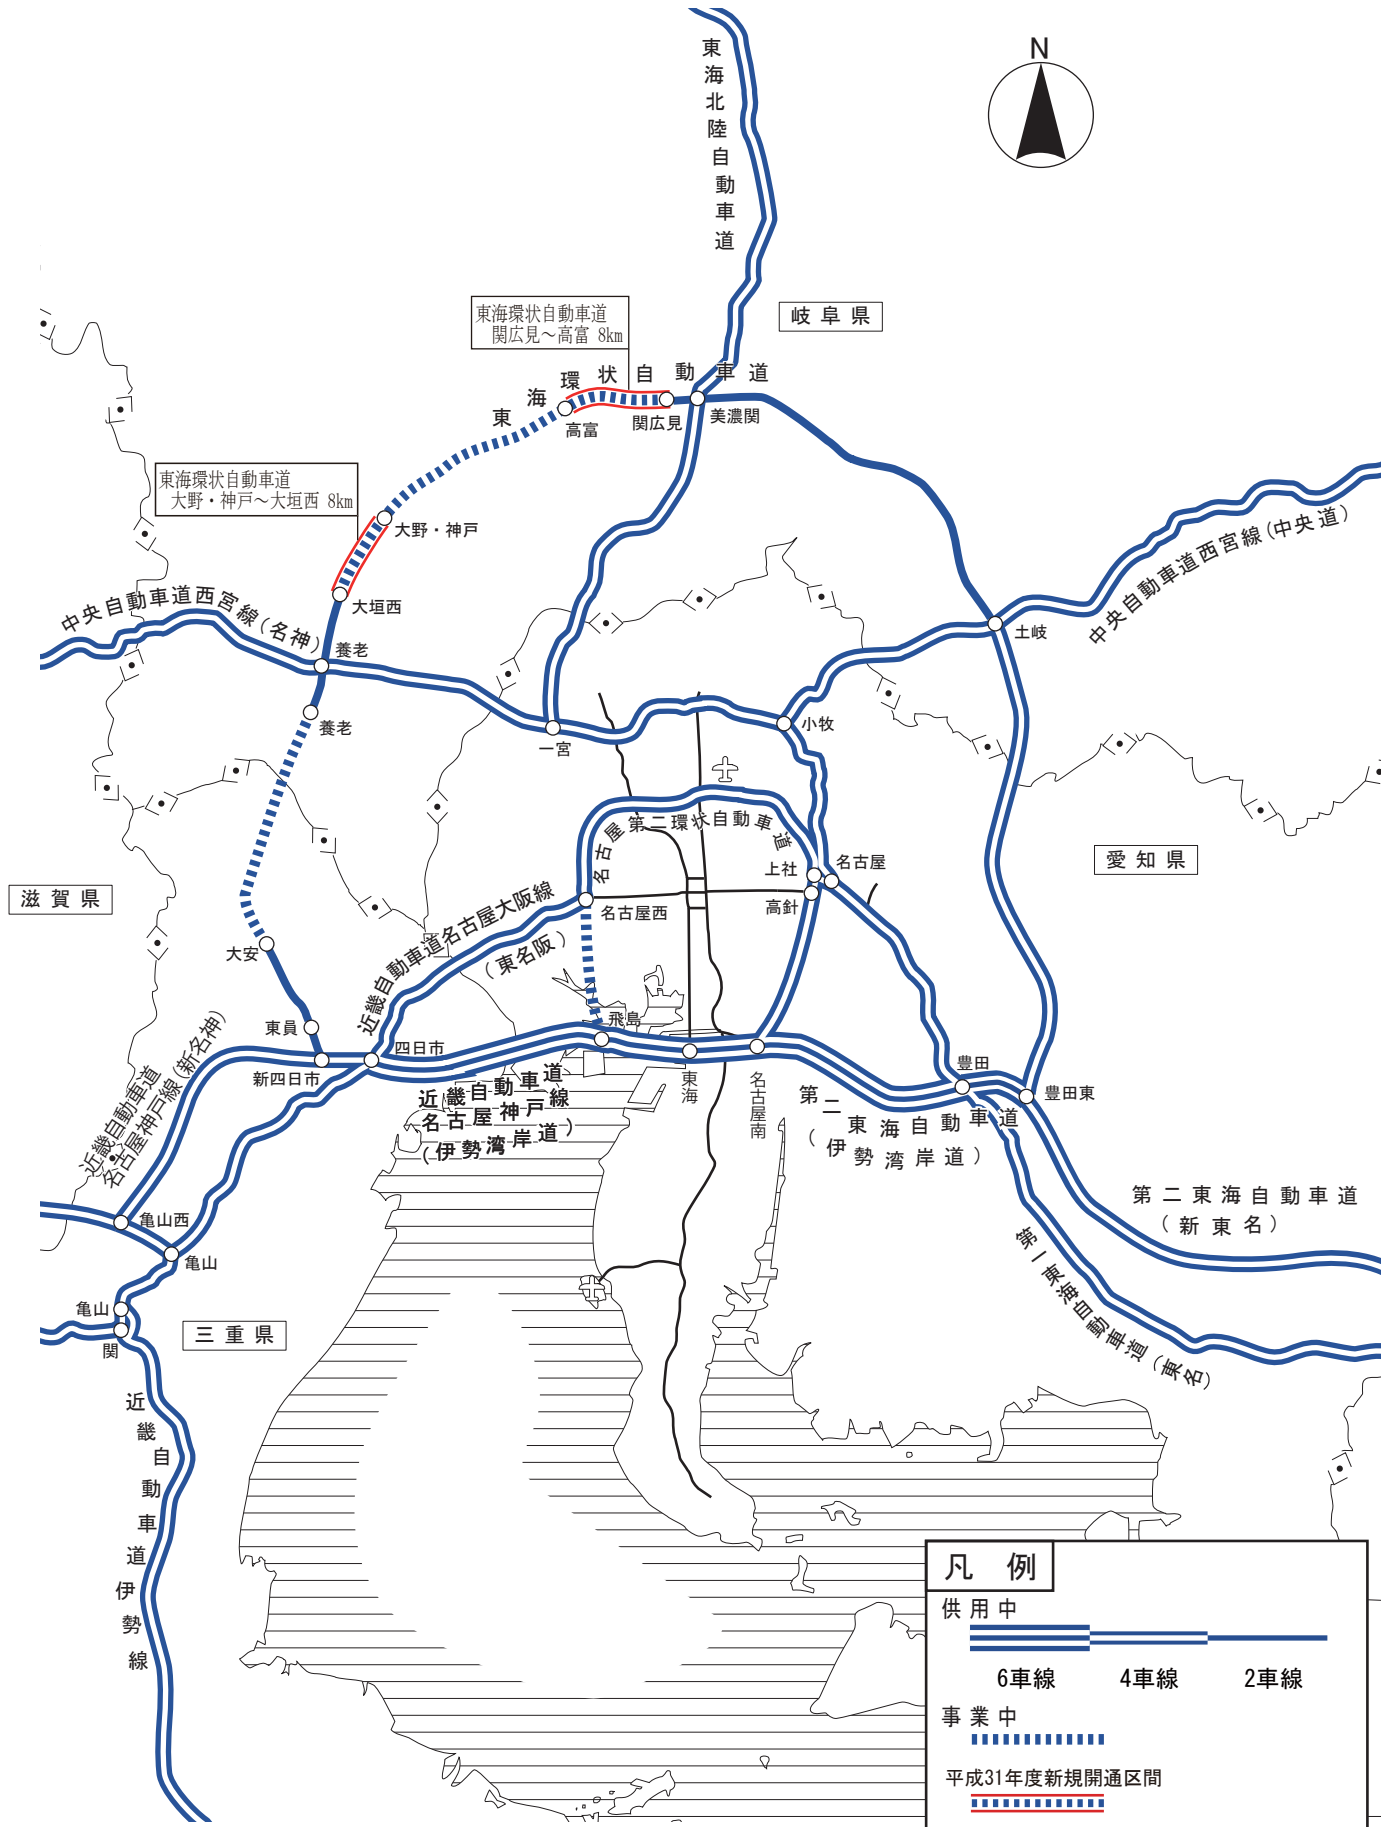 N
東海北陸自動車道
岐阜県
東海環状自動車道
関広見～高富 8km
東海環状自動車道
高富
関広見
美濃関
東海環状自動車道
大野・神戸～大垣西 8km
大野・神戸
大垣西
中央自動車道西宮線(名神)
養老
養老
中央自動車道西宮線(中央道)
土岐
一宮
小牧
名古屋第二環状自動車道
上社
名古屋
高針
愛知県
滋賀県
名古屋西
近畿自動車道名古屋大阪線
(東名阪)
大安
東員
新四日市
四日市
飛島
近畿自動車道
名古屋神戸線(新名神)
近畿自動車道
名古屋神戸線
(伊勢湾岸道)
東海
名古屋南
豊田
豊田東
第二東海自動車道
(伊勢湾岸道)
第二東海自動車道
(新東名)
第一東海自動車道(東名)
亀山西
亀山
亀山
関
三重県
近畿自動車道伊勢線
凡例
供用中
6車線 4車線 2車線
事業中
平成31年度新規開通区間